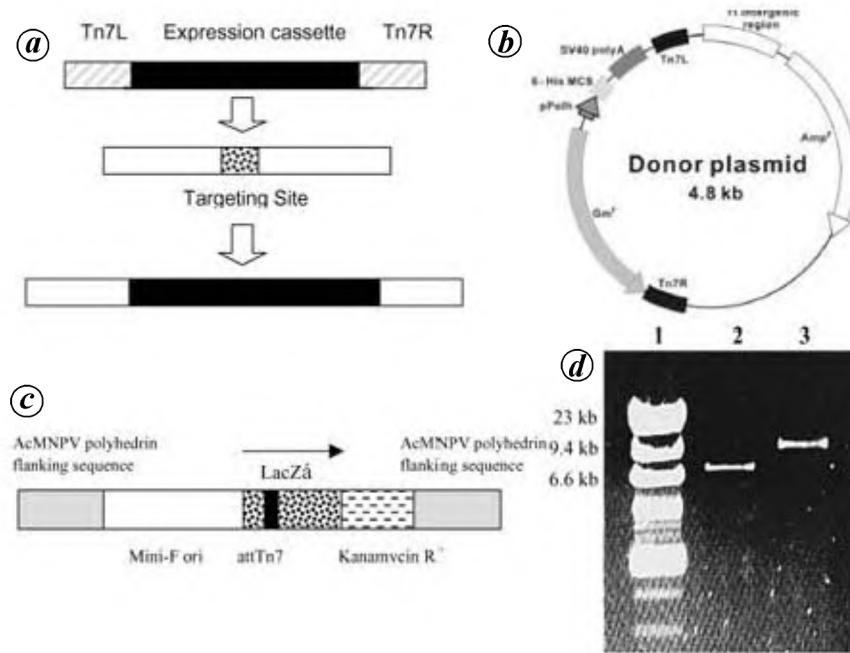 a
Tn7L Expression cassette Tn7R
Targeting Site
b
intergenic
region
SV40 polyA
Tn7L
6- His MCS
pPolh
Amp r
Donor plasmid
4.8 kb
Gm r
Tn7R
c
AcMNPV polyhedrin
flanking sequence
LacZá
AcMNPV polyhedrin
flanking sequence
Mini-F ori attTn7 Kanamycin R
d
1 2 3
23 kb
9.4 kb
6.6 kb